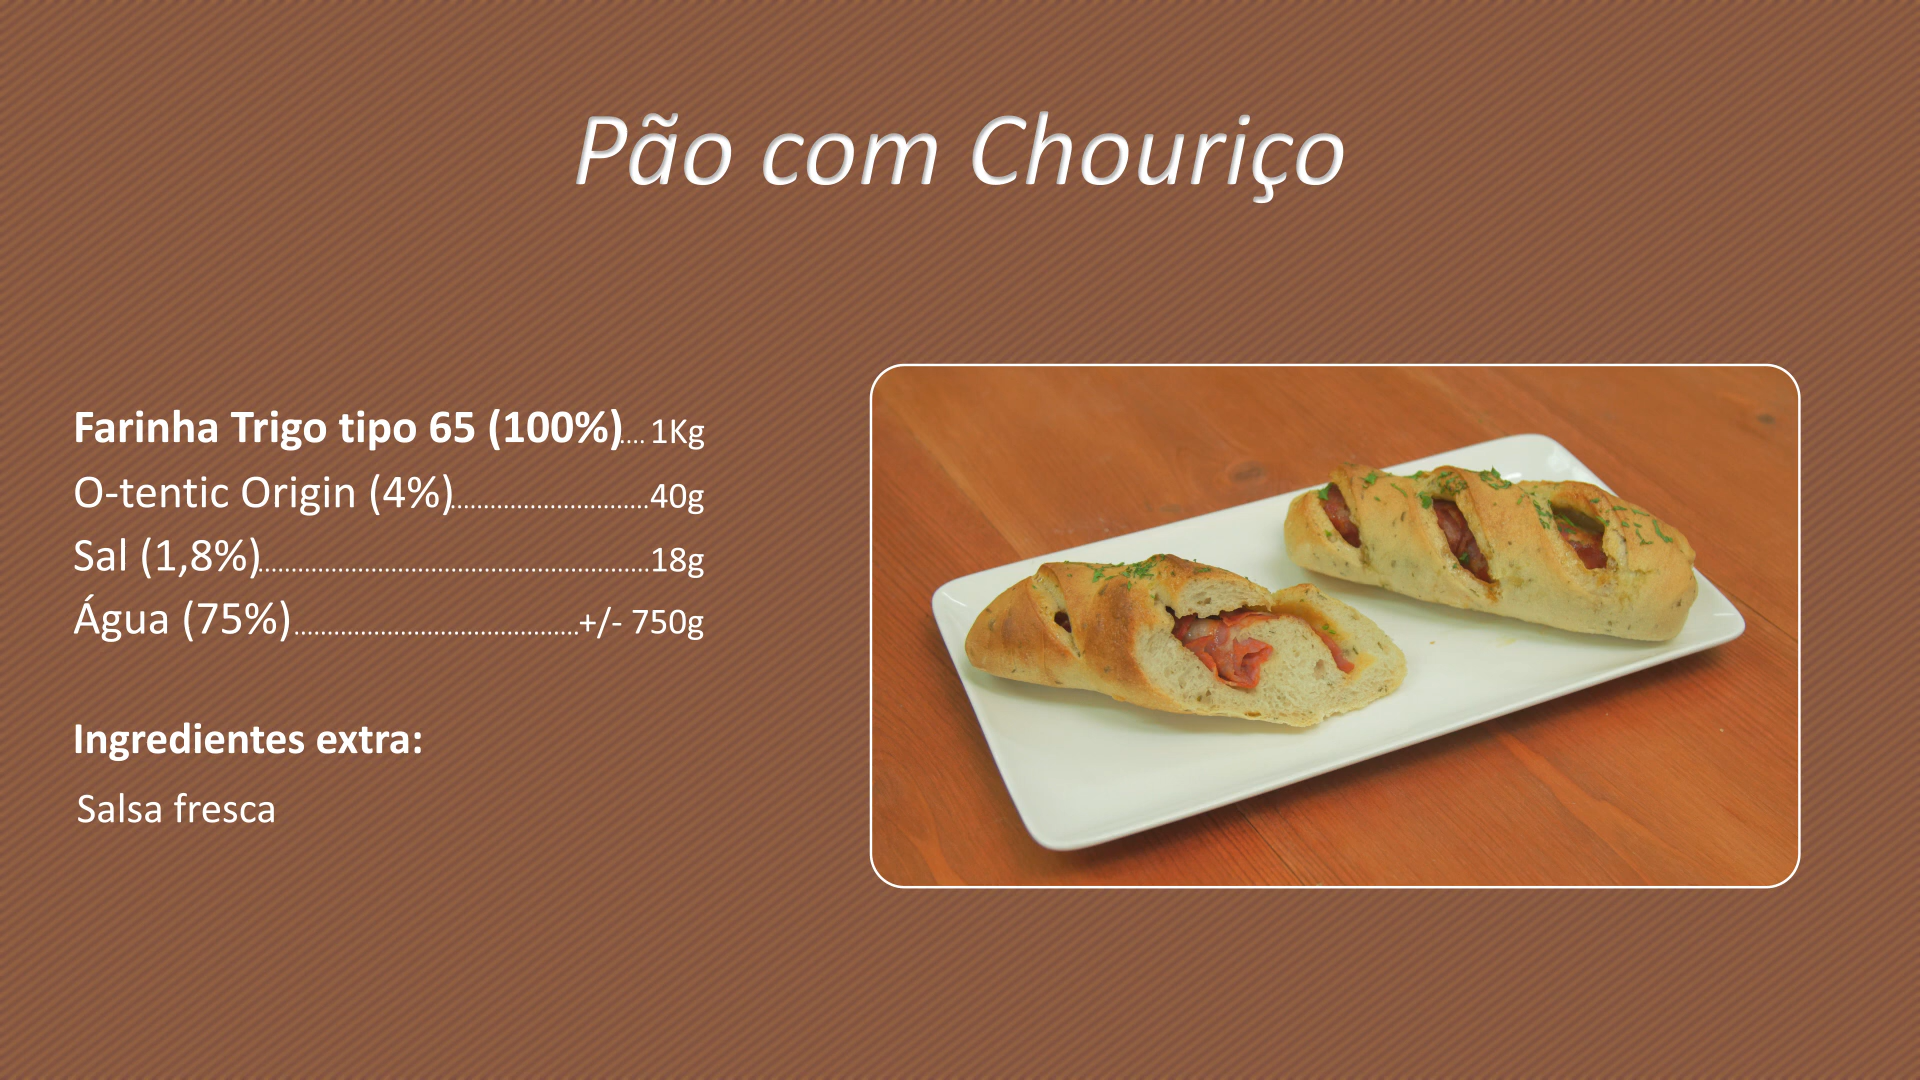 Pão com Chouriço
Farinha Trigo tipo 65 (100%).... 1Kg
O-tentic Origin (4%)..............................40g
Sal (1,8%)............................................................18g
Água (75%)............................................+/- 750g
Ingredientes extra:
Salsa fresca